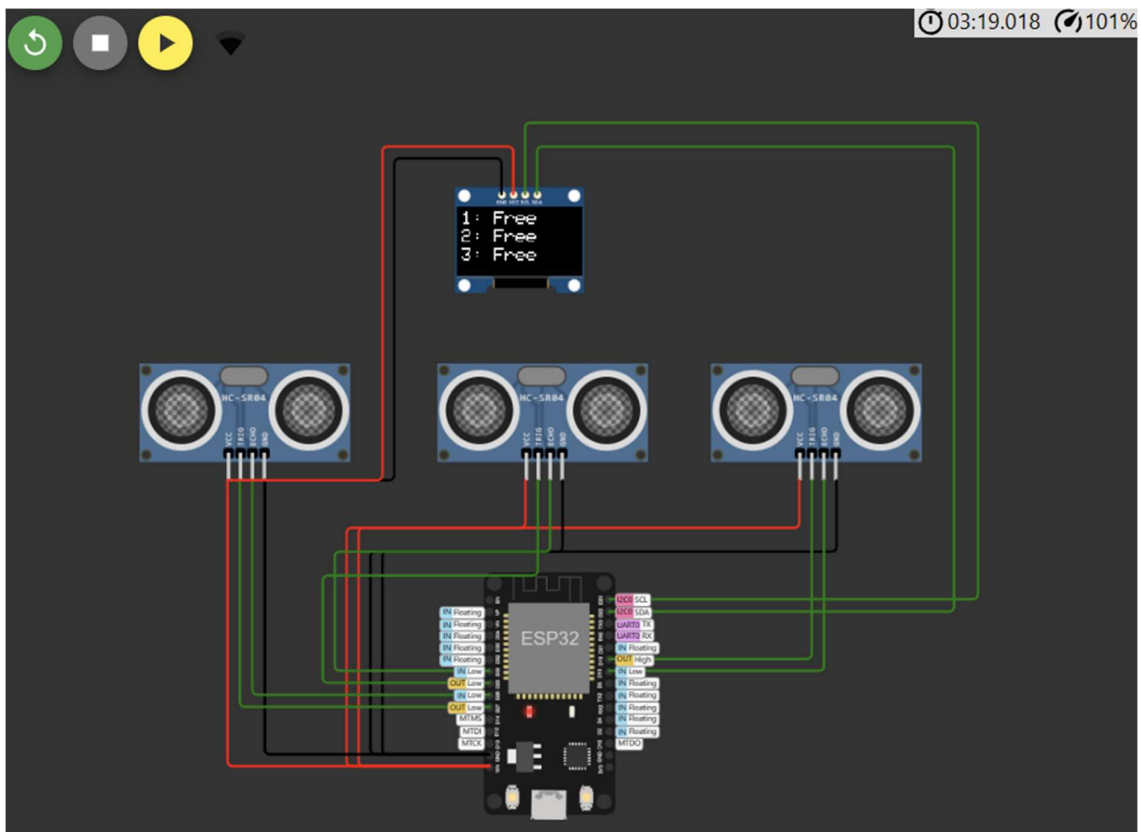 03:19.018 101%
GND VCC SCL SDA
1: Free
2: Free
3: Free
HC-SR04 HC-SR04 HC-SR04
VCC TRIG ECHO GND VCC TRIG ECHO GND VCC TRIG ECHO GND
ESP32
IN Floating
IN Floating
IN Floating
IN Floating
IN Floating
IN Low
OUT Low
IN Low
OUT Low
MTMS
MTDI
MTCK
I2C0 SCL
I2C0 SDA
UART0 TX
UART0 RX
IN Floating
OUT High
IN Low
IN Floating
IN Floating
IN Floating
IN Floating
IN Floating
MTDO